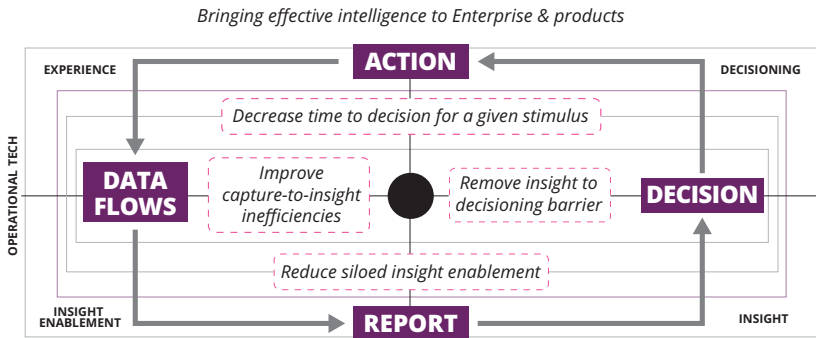 Bringing effective intelligence to Enterprise & products
EXPERIENCE
ACTION
DECISIONING
Decrease time to decision for a given stimulus
OPERATIONAL TECH
DATA
FLOWS
Improve
capture-to-insight
inefficiencies
Remove insight to
decisioning barrier
DECISION
Reduce siloed insight enablement
INSIGHT
ENABLEMENT
REPORT
INSIGHT